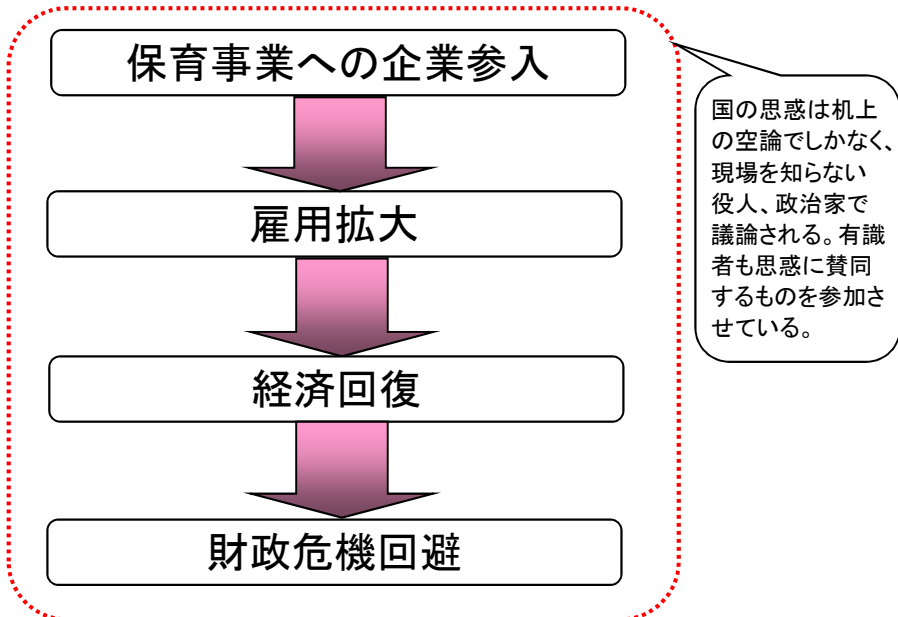 保育事業への企業参入
雇用拡大
経済回復
財政危機回避
国の思惑は机上
の空論でしかなく、
現場を知らない
役人、政治家で
議論される。有識
者も思惑に賛同
するものを参加さ
せている。